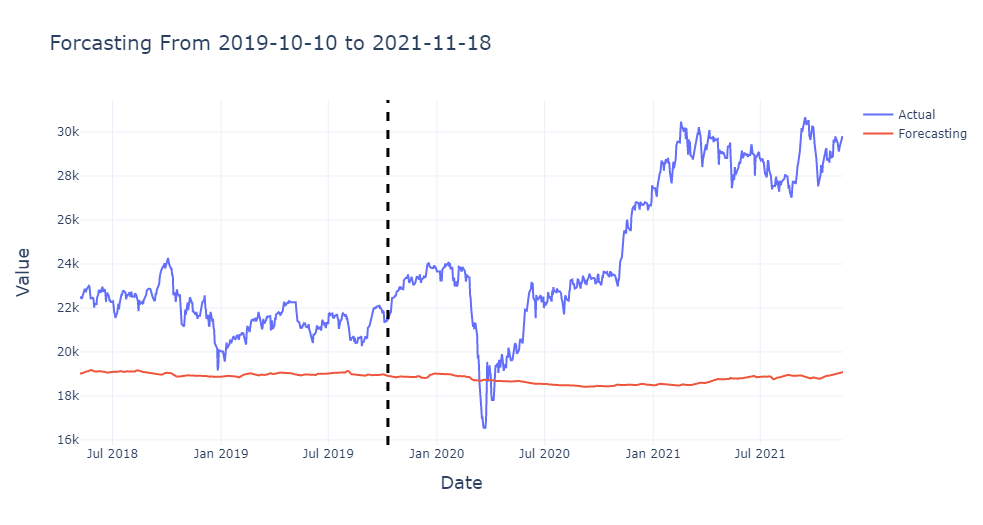 Forcasting From 2019-10-10 to 2021-11-18
Actual
Forecasting
30k
28k
26k
24k
22k
20k
18k
16k
Value
Jul 2018
Jan 2019
Jul 2019
Jan 2020
Jul 2020
Jan 2021
Jul 2021
Date